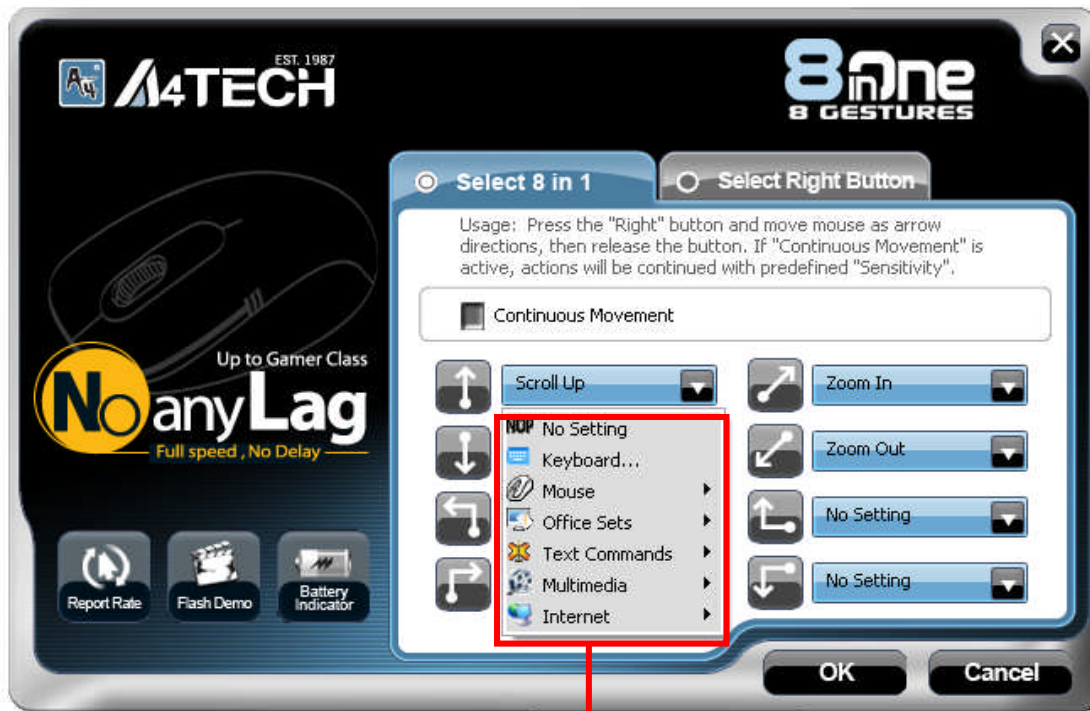 A4TECH
EST. 1987
8 in One
8 GESTURES
Select 8 in 1
Select Right Button
Usage: Press the "Right" button and move mouse as arrow
directions, then release the button. If "Continuous Movement" is
active, actions will be continued with predefined "Sensitivity".
Continuous Movement
Up to Gamer Class
No any Lag
Full speed , No Delay
Scroll Up
Zoom In
NOP No Setting
Keyboard...
Zoom Out
Mouse
Office Sets
No Setting
Text Commands
Multimedia
No Setting
Internet
Report Rate
Flash Demo
Battery
Indicator
OK
Cancel